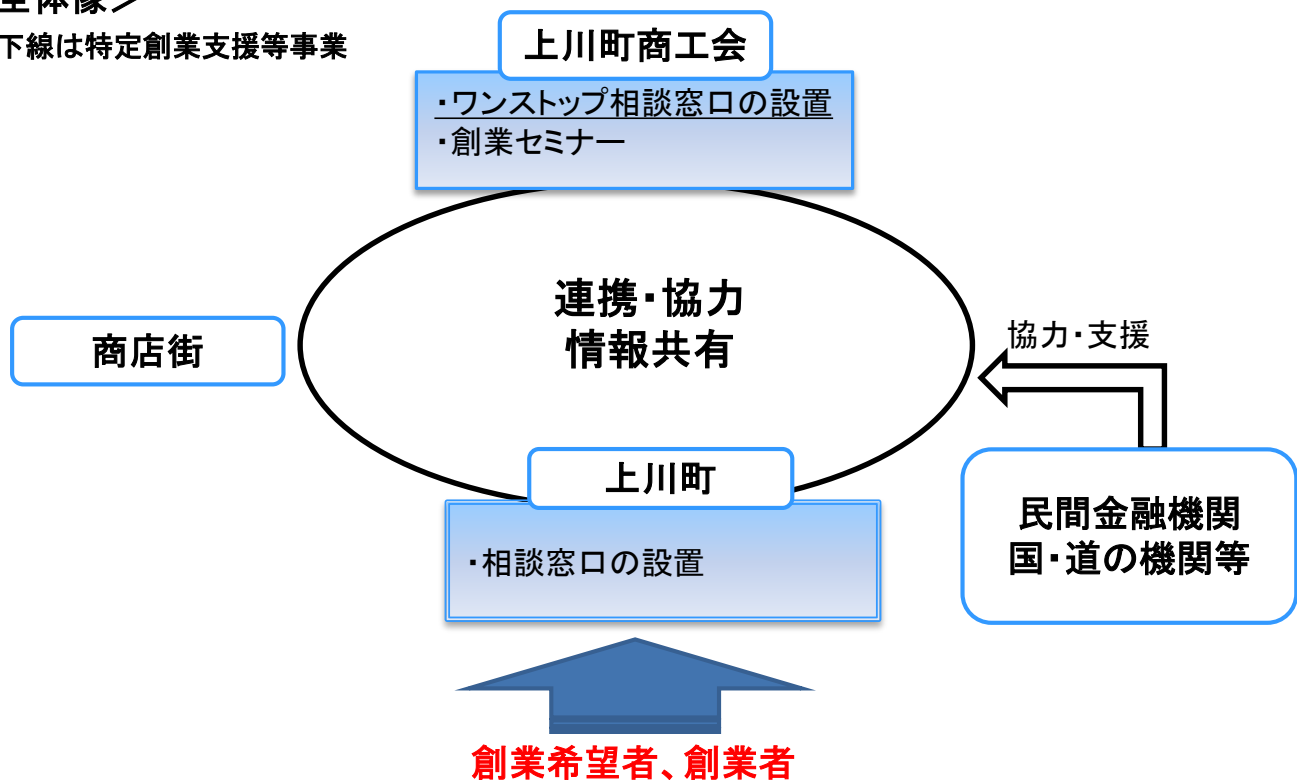 全体像＞
下線は特定創業支援等事業
上川町商工会
・ワンストップ相談窓口の設置
・創業セミナー
連携・協力
情報共有
商店街
協力・支援
上川町
・相談窓口の設置
民間金融機関
国・道の機関等
創業希望者、創業者